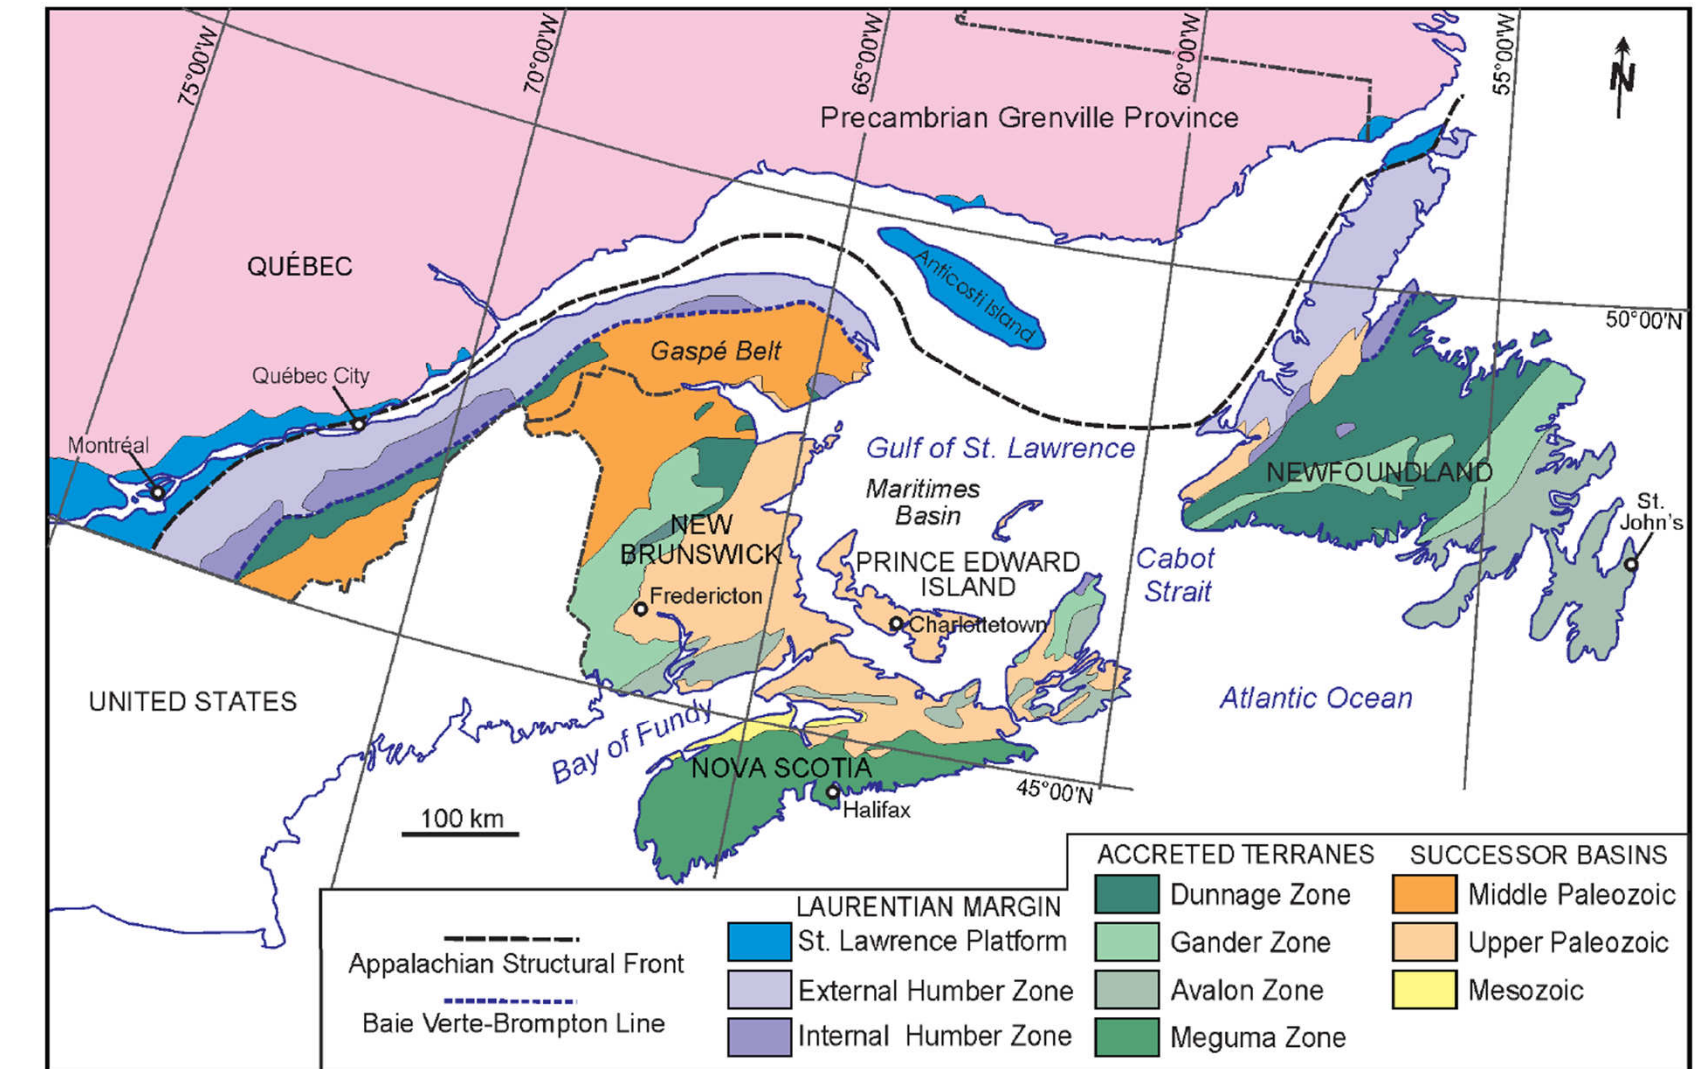 75°00'W
70°00'W
65°00'W
60°00'W
55°00'W
N
Precambrian Grenville Province
QUÉBEC
Anticosti Island
50°00'N
Gaspé Belt
Québec City
Montréal
Gulf of St. Lawrence
NEWFOUNDLAND
Maritimes
Basin
St.
John's
NEW
BRUNSWICK
PRINCE EDWARD
ISLAND
Cabot
Strait
Fredericton
Charlottetown
UNITED STATES
Atlantic Ocean
Bay of Fundy
NOVA SCOTIA
45°00'N
Halifax
100 km
ACCRETED TERRANES
SUCCESSOR BASINS
LAURENTIAN MARGIN
Dunnage Zone
Middle Paleozoic
St. Lawrence Platform
Gander Zone
Upper Paleozoic
Appalachian Structural Front
External Humber Zone
Avalon Zone
Mesozoic
Baie Verte-Brompton Line
Internal Humber Zone
Meguma Zone